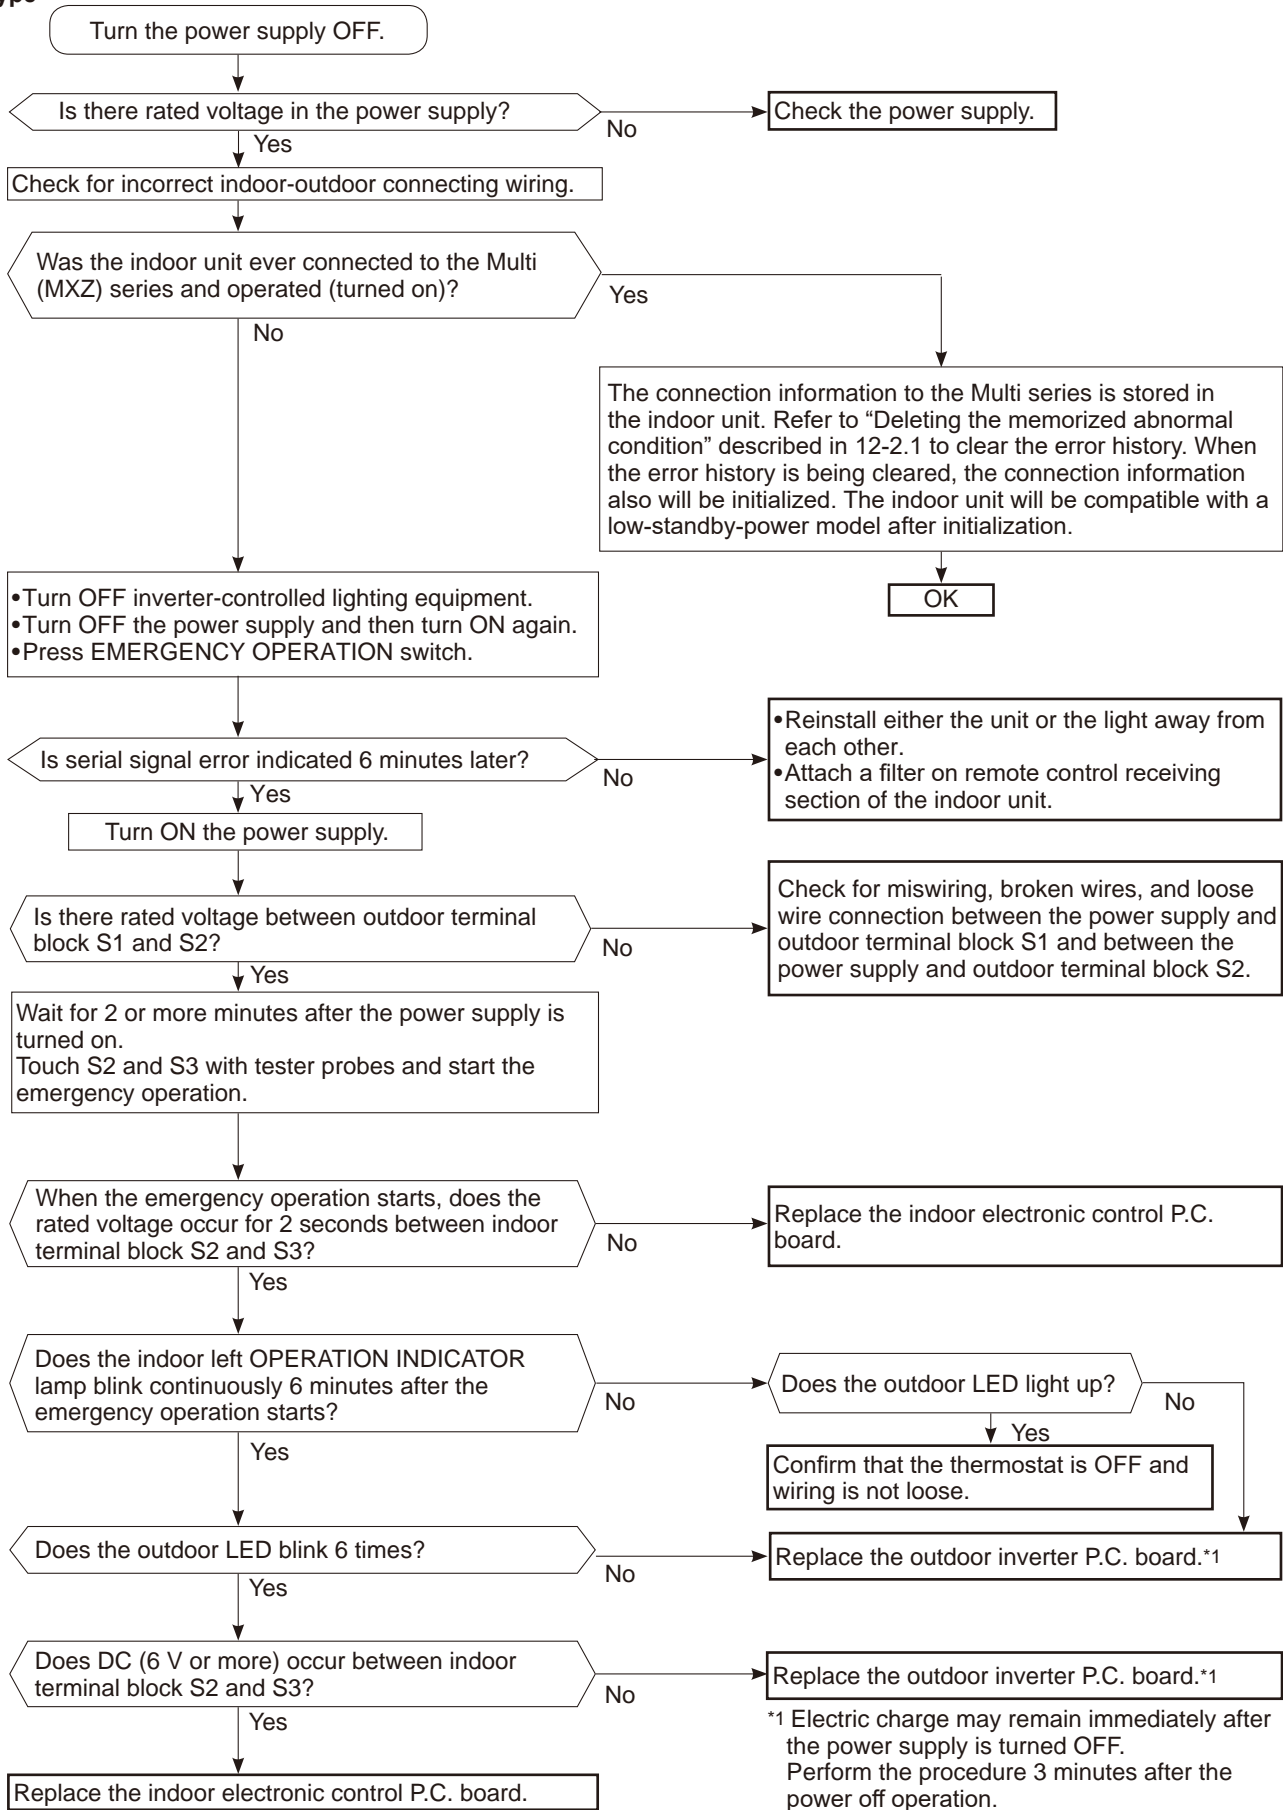 Turn the power supply OFF.
Is there rated voltage in the power supply?
No
Check the power supply.
Yes
Check for incorrect indoor-outdoor connecting wiring.
Was the indoor unit ever connected to the Multi
(MXZ) series and operated (turned on)?
Yes
No
The connection information to the Multi series is stored in
the indoor unit. Refer to “Deleting the memorized abnormal
condition” described in 12-2.1 to clear the error history. When
the error history is being cleared, the connection information
also will be initialized. The indoor unit will be compatible with a
low-standby-power model after initialization.
OK
•Turn OFF inverter-controlled lighting equipment.
•Turn OFF the power supply and then turn ON again.
•Press EMERGENCY OPERATION switch.
Is serial signal error indicated 6 minutes later?
No
•Reinstall either the unit or the light away from
each other.
•Attach a filter on remote control receiving
section of the indoor unit.
Yes
Turn ON the power supply.
Is there rated voltage between outdoor terminal
block S1 and S2?
No
Check for miswiring, broken wires, and loose
wire connection between the power supply and
outdoor terminal block S1 and between the
power supply and outdoor terminal block S2.
Yes
Wait for 2 or more minutes after the power supply is
turned on.
Touch S2 and S3 with tester probes and start the
emergency operation.
When the emergency operation starts, does the
rated voltage occur for 2 seconds between indoor
terminal block S2 and S3?
No
Replace the indoor electronic control P.C.
board.
Yes
Does the indoor left OPERATION INDICATOR
lamp blink continuously 6 minutes after the
emergency operation starts?
No
Does the outdoor LED light up?
No
Yes
Confirm that the thermostat is OFF and
wiring is not loose.
Yes
Does the outdoor LED blink 6 times?
No
Replace the outdoor inverter P.C. board.*1
Yes
Does DC (6 V or more) occur between indoor
terminal block S2 and S3?
No
Replace the outdoor inverter P.C. board.*1
Yes
*1 Electric charge may remain immediately after
the power supply is turned OFF.
Perform the procedure 3 minutes after the
power off operation.
Replace the indoor electronic control P.C. board.